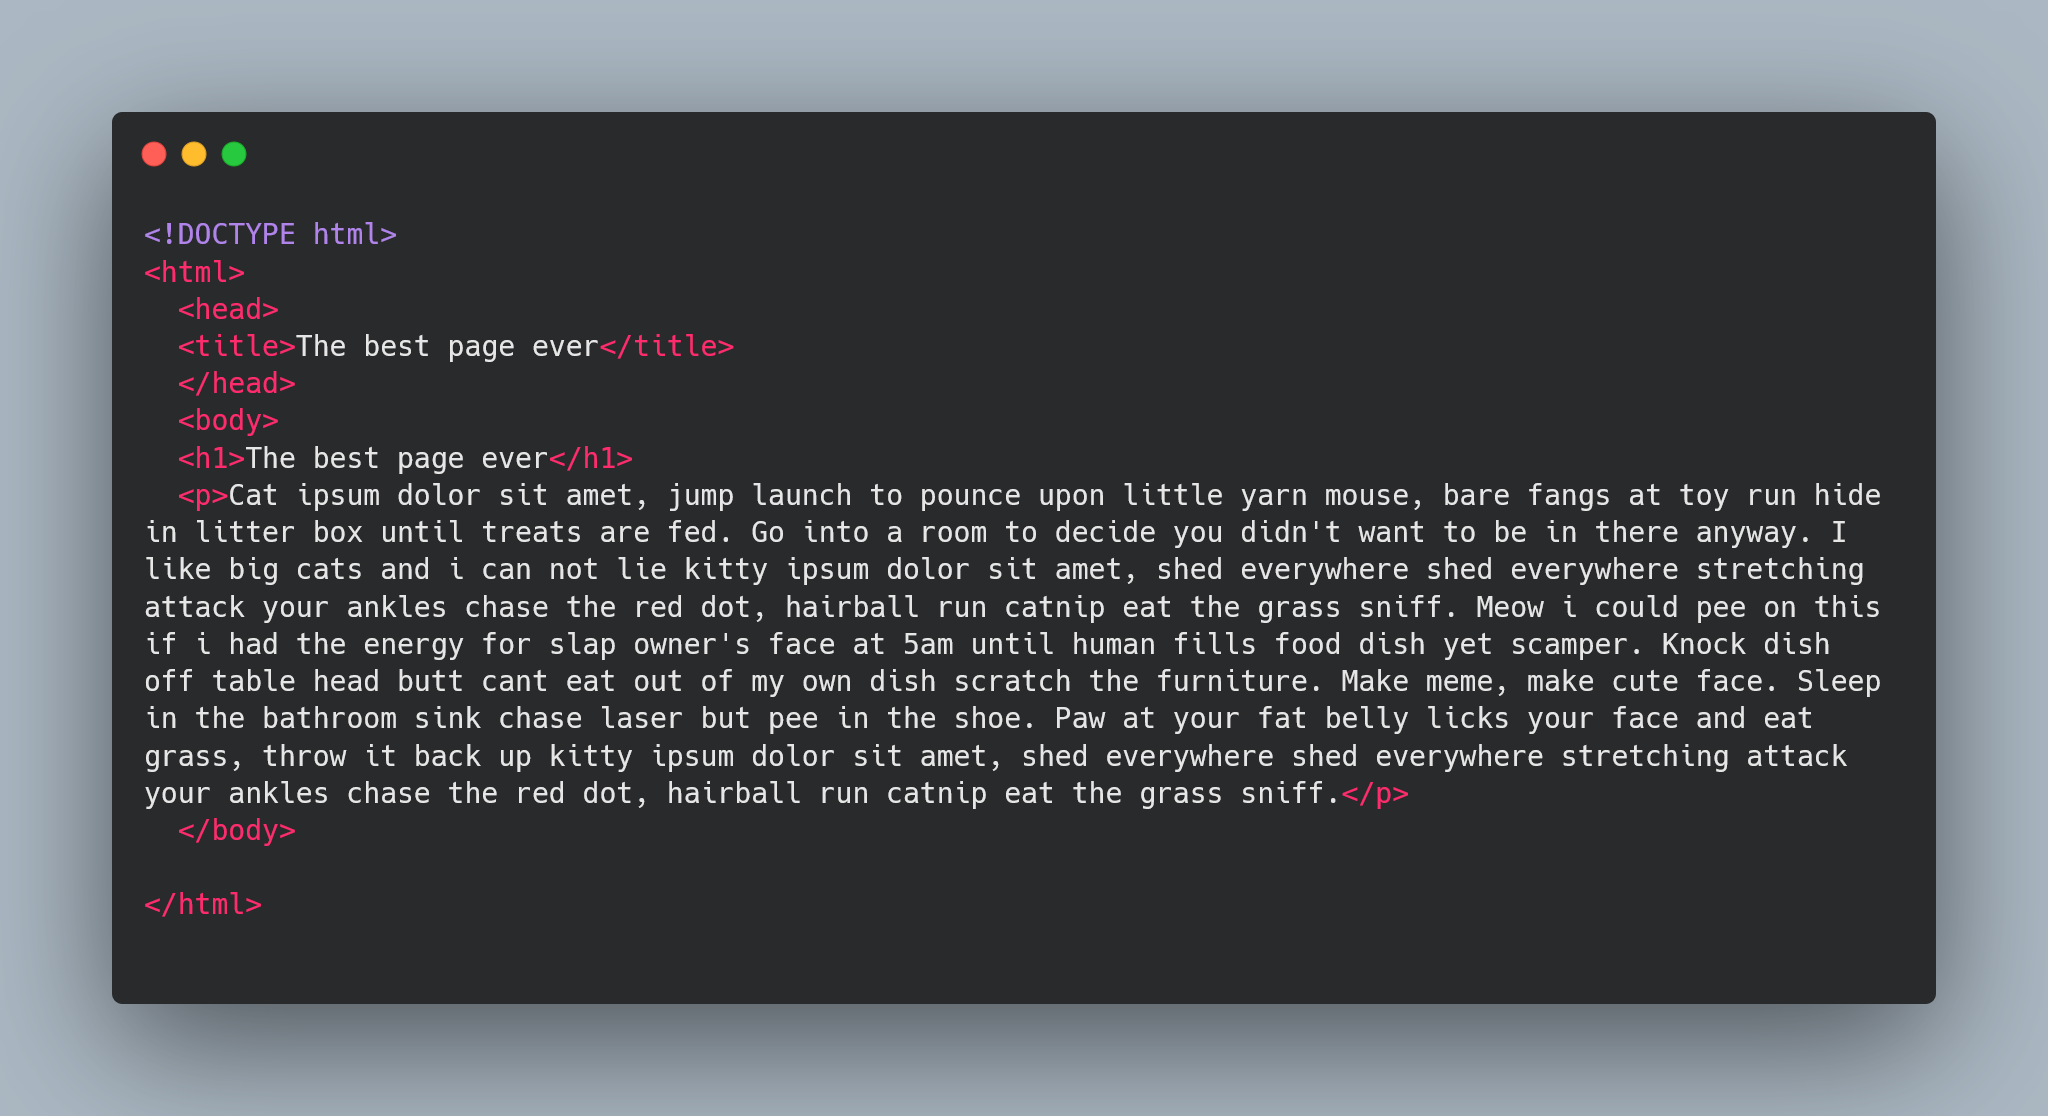 <!DOCTYPE html>
<html>
  <head>
  <title>The best page ever</title>
  </head>
  <body>
  <h1>The best page ever</h1>
  <p>Cat ipsum dolor sit amet, jump launch to pounce upon little yarn mouse, bare fangs at toy run hide
in litter box until treats are fed. Go into a room to decide you didn't want to be in there anyway. I
like big cats and i can not lie kitty ipsum dolor sit amet, shed everywhere shed everywhere stretching
attack your ankles chase the red dot, hairball run catnip eat the grass sniff. Meow i could pee on this
if i had the energy for slap owner's face at 5am until human fills food dish yet scamper. Knock dish
off table head butt cant eat out of my own dish scratch the furniture. Make meme, make cute face. Sleep
in the bathroom sink chase laser but pee in the shoe. Paw at your fat belly licks your face and eat
grass, throw it back up kitty ipsum dolor sit amet, shed everywhere shed everywhere stretching attack
your ankles chase the red dot, hairball run catnip eat the grass sniff.</p>
  </body>

</html>